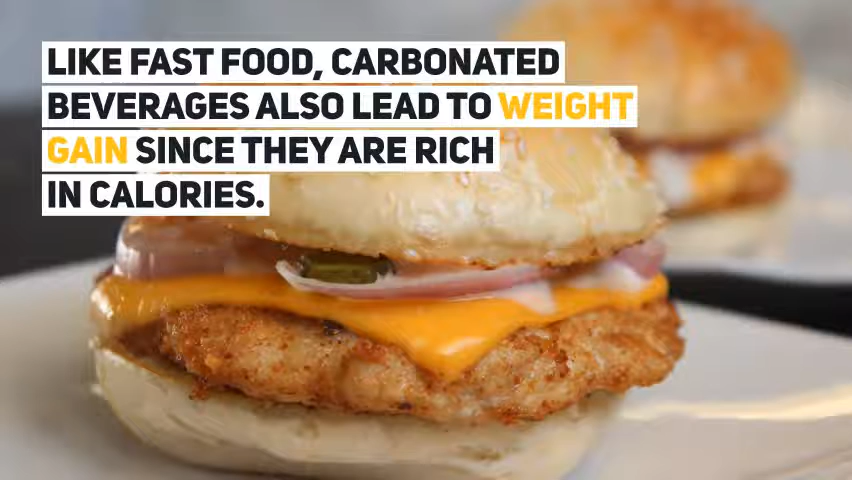 LIKE FAST FOOD, CARBONATED
BEVERAGES ALSO LEAD TO WEIGHT
GAIN SINCE THEY ARE RICH
IN CALORIES.